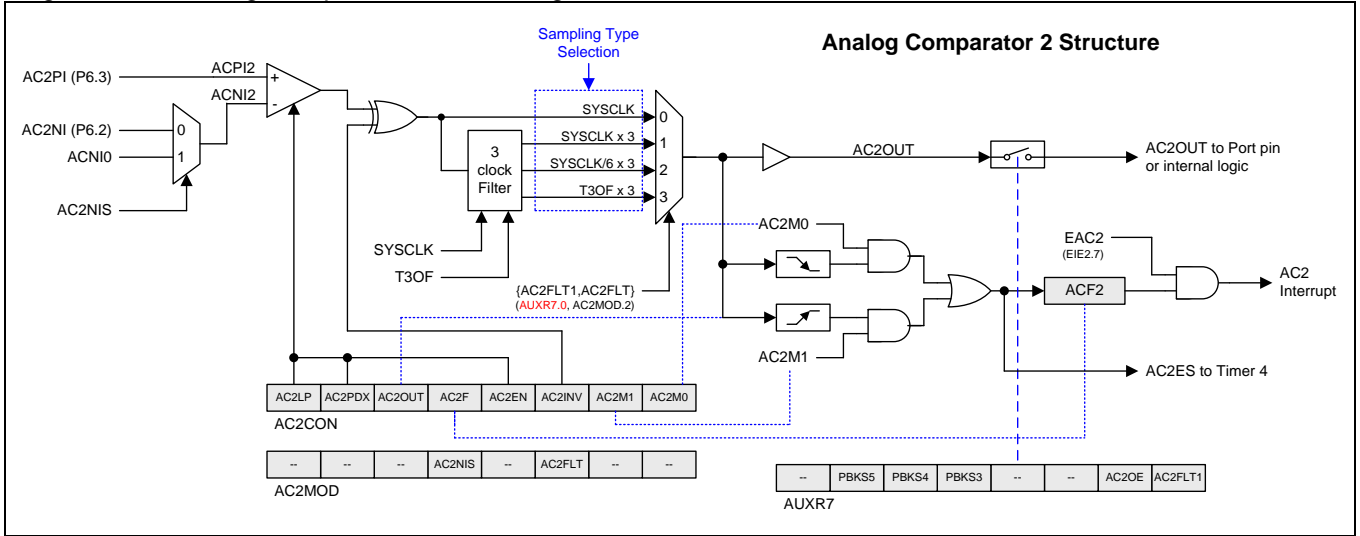 Analog Comparator 2 Structure
Sampling Type
Selection
AC2PI (P6.3)
ACPI2
+
ACNI2
-
AC2NI (P6.2)
0
ACNI0
1
AC2NIS
3
clock
Filter
SYSCLK
0
SYSCLK x 3
1
SYSCLK/6 x 3
2
T3OF x 3
3
SYSCLK
T3OF
{AC2FLT1,AC2FLT}
(AUXR7.0, AC2MOD.2)
AC2OUT
AC2OUT to Port pin
or internal logic
AC2M0
AC2M1
EAC2
(EIE2.7)
ACF2
AC2
Interrupt
AC2ES to Timer 4
AC2LP AC2PDX AC2OUT AC2F AC2EN AC2INV AC2M1 AC2M0
AC2CON
-- -- -- AC2NIS -- AC2FLT -- --
AC2MOD
-- PBKS5 PBKS4 PBKS3 -- -- AC2OE AC2FLT1
AUXR7